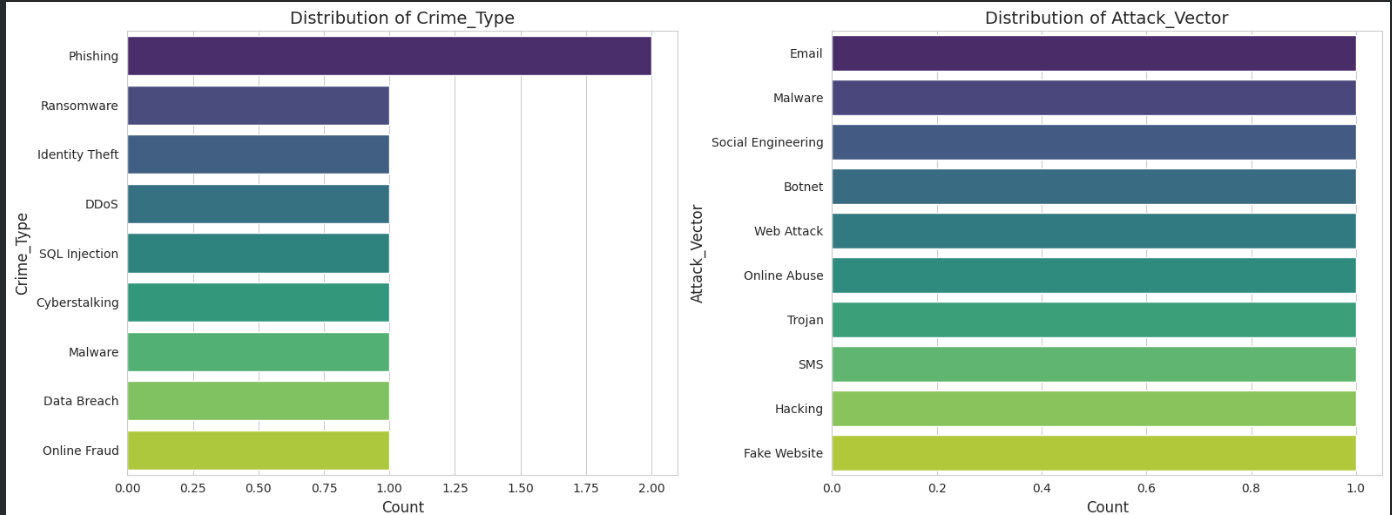 Distribution of Crime_Type
Crime_Type
Phishing
Ransomware
Identity Theft
DDoS
SQL Injection
Cyberstalking
Malware
Data Breach
Online Fraud
0.00 0.25 0.50 0.75 1.00 1.25 1.50 1.75 2.00
Count
Distribution of Attack_Vector
Attack_Vector
Email
Malware
Social Engineering
Botnet
Web Attack
Online Abuse
Trojan
SMS
Hacking
Fake Website
0.0 0.2 0.4 0.6 0.8 1.0
Count